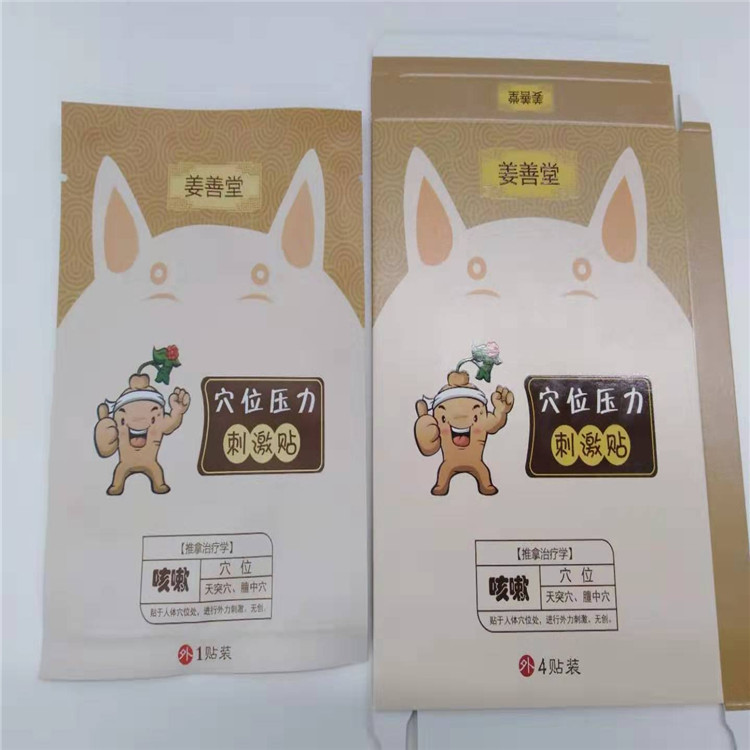 姜善堂
穴位压力
刺激贴
【推拿治疗学】
咳嗽
穴位
天突穴、膻中穴
贴于人体穴位处，进行外力刺激，无创。
外 1贴装
姜善堂
姜善堂
穴位压力
刺激贴
【推拿治疗学】
咳嗽
穴位
天突穴、膻中穴
贴于人体穴位处，进行外力刺激，无创。
外 4贴装